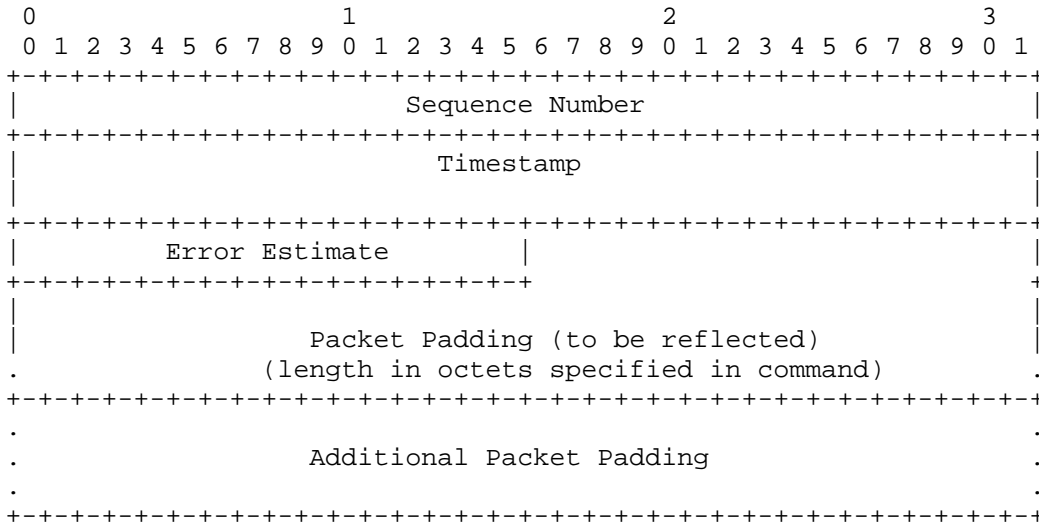 0                   1                   2                   3
 0 1 2 3 4 5 6 7 8 9 0 1 2 3 4 5 6 7 8 9 0 1 2 3 4 5 6 7 8 9 0 1
+-+-+-+-+-+-+-+-+-+-+-+-+-+-+-+-+-+-+-+-+-+-+-+-+-+-+-+-+-+-+-+-+
|                        Sequence Number                        |
+-+-+-+-+-+-+-+-+-+-+-+-+-+-+-+-+-+-+-+-+-+-+-+-+-+-+-+-+-+-+-+-+
|                          Timestamp                            |
|                                                               |
+-+-+-+-+-+-+-+-+-+-+-+-+-+-+-+-+-+-+-+-+-+-+-+-+-+-+-+-+-+-+-+-+
|         Error Estimate        |                               |
+-+-+-+-+-+-+-+-+-+-+-+-+-+-+-+-+                               +
|                                                               |
|                  Packet Padding (to be reflected)             |
.               (length in octets specified in command)         .
+-+-+-+-+-+-+-+-+-+-+-+-+-+-+-+-+-+-+-+-+-+-+-+-+-+-+-+-+-+-+-+-+
.                                                               .
.                  Additional Packet Padding                    .
.                                                               .
+-+-+-+-+-+-+-+-+-+-+-+-+-+-+-+-+-+-+-+-+-+-+-+-+-+-+-+-+-+-+-+-+